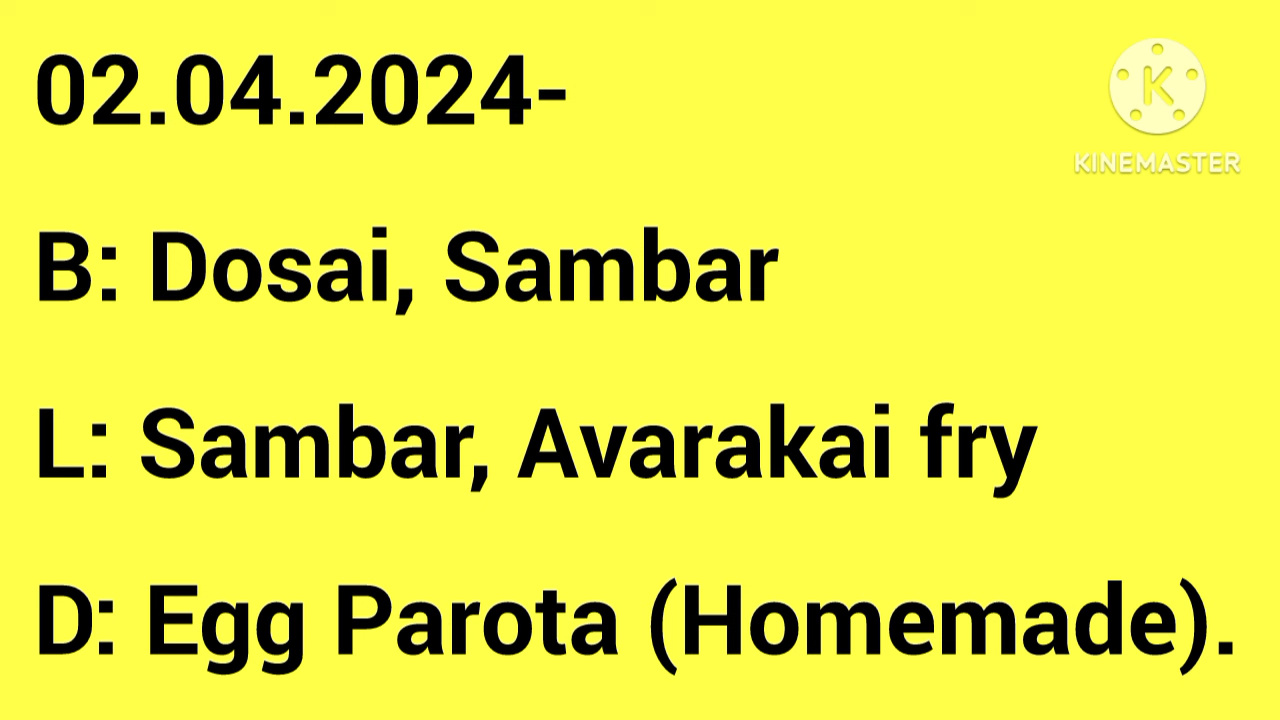 02.04.2024-
K
KINEMASTER
B: Dosai, Sambar
L: Sambar, Avarakai fry
D: Egg Parota (Homemade).